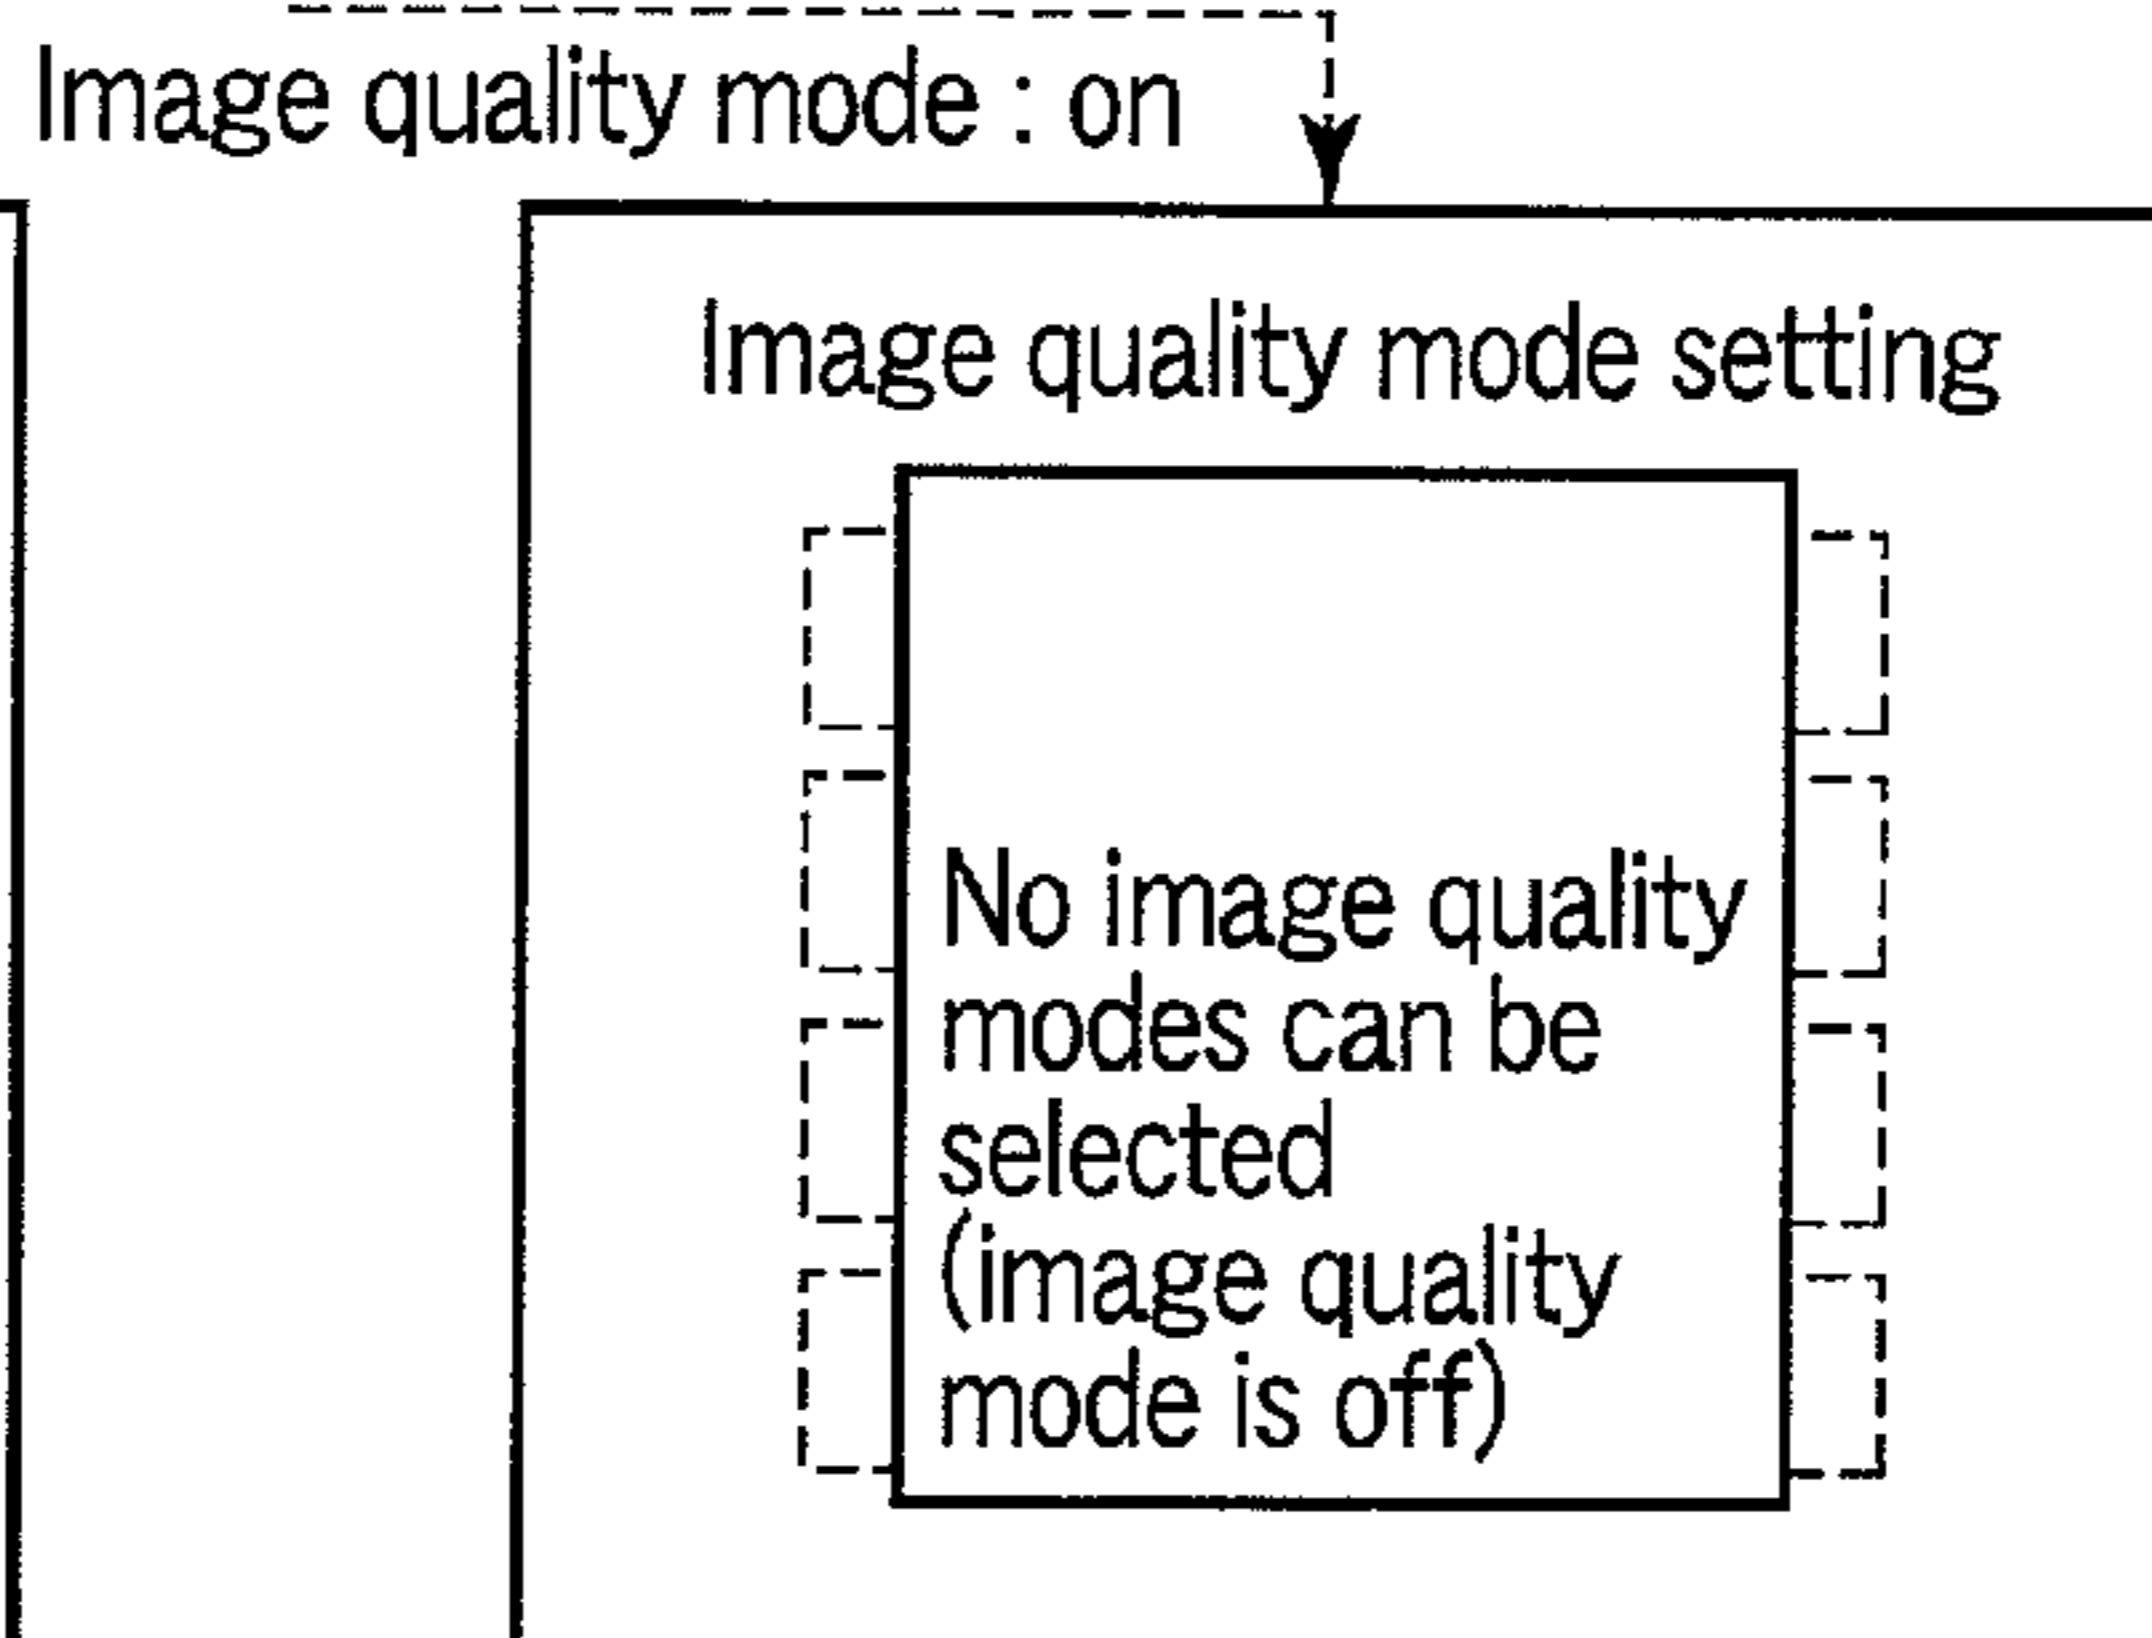 Image quality mode : on
Image quality mode setting
No image quality
modes can be
selected
(image quality
mode is off)